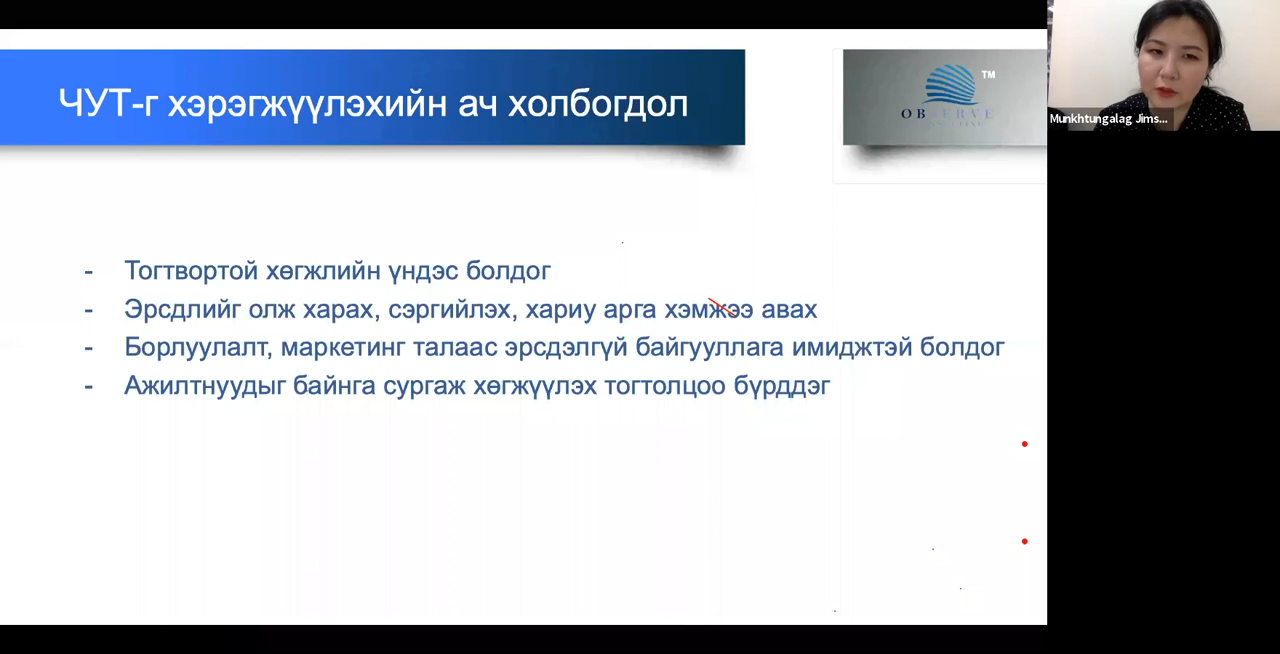 ЧУТ-г хэрэгжүүлэхийн ач холбогдол
TM
OBSERVE
Munkhtungalag Jims...
- Тогтвортой хөгжлийн үндэс болдог
- Эрсдлийг олж харах, сэргийлэх, хариу арга хэмжээ авах
- Борлуулалт, маркетинг талаас эрсдэлгүй байгууллага имиджтэй болдог
- Ажилтнуудыг байнга сургаж хөгжүүлэх тогтолцоо бүрддэг